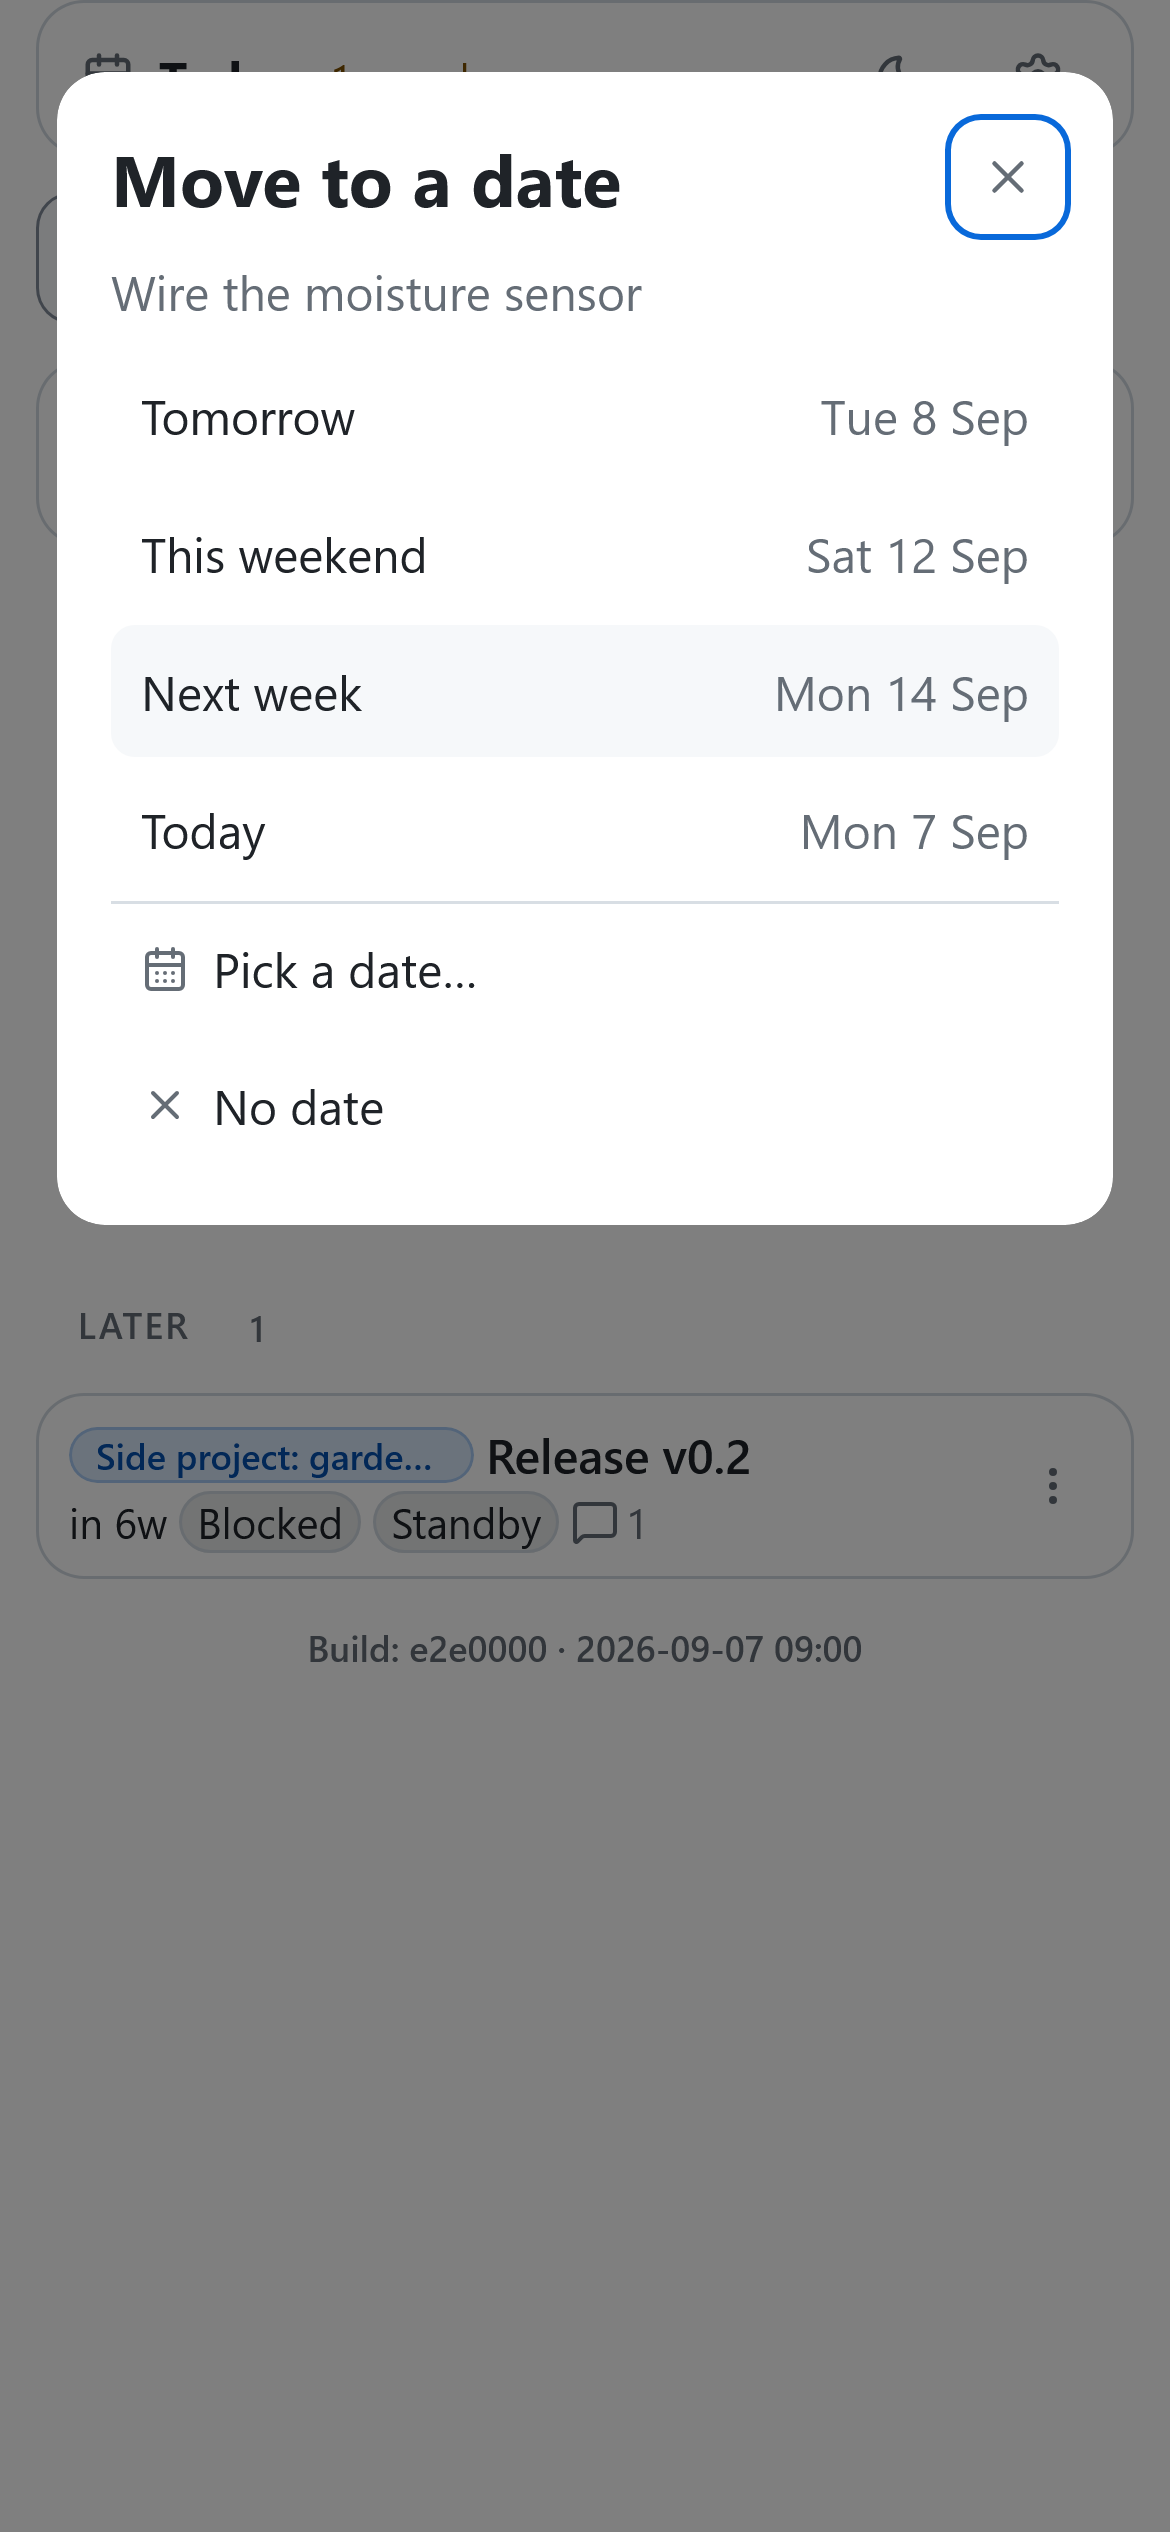 Move to a date
Wire the moisture sensor
Tomorrow Tue 8 Sep
This weekend Sat 12 Sep
Next week Mon 14 Sep
Today Mon 7 Sep
Pick a date...
No date
LATER 1
Side project: garde... Release v0.2
in 6w Blocked Standby 1
Build: e2e0000 · 2026-09-07 09:00